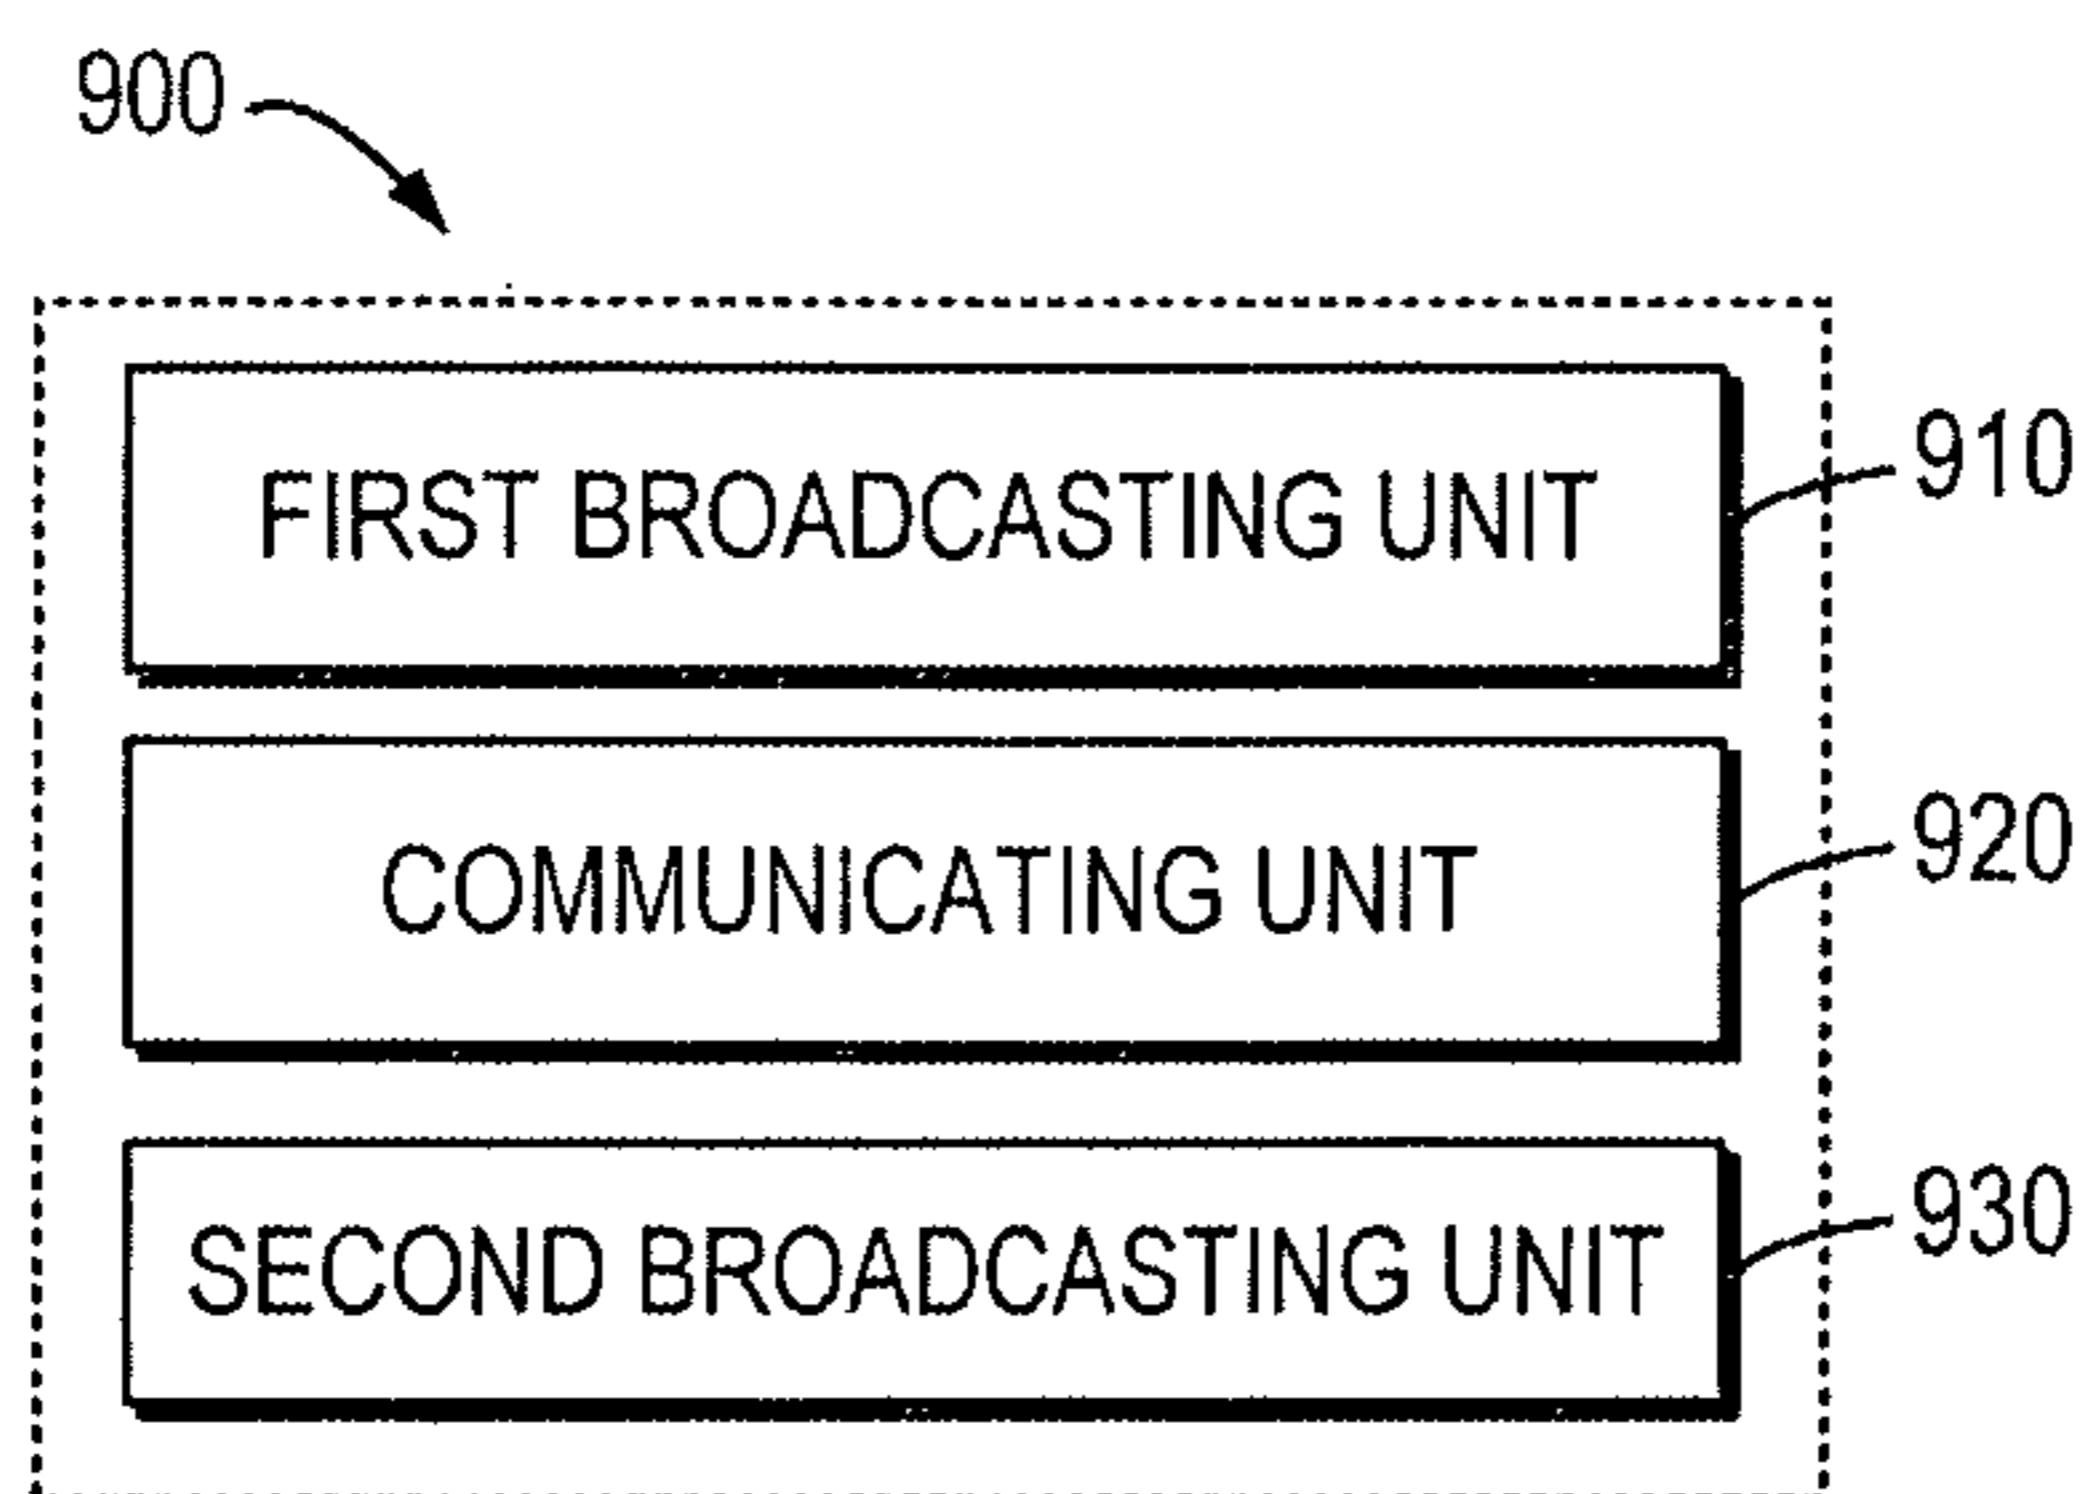 900
FIRST BROADCASTING UNIT
910
COMMUNICATING UNIT
920
SECOND BROADCASTING UNIT
930